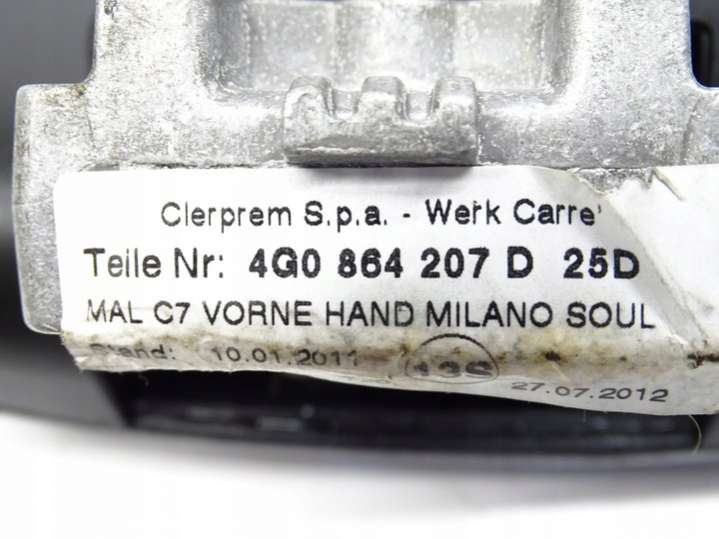 Clerprem S.p.a. - Werk Carre'
Teile Nr: 4G0 864 207 D 25D
MAL C7 VORNE HAND MILANO SOUL
Stand: 10.01.2011
27.07.2012